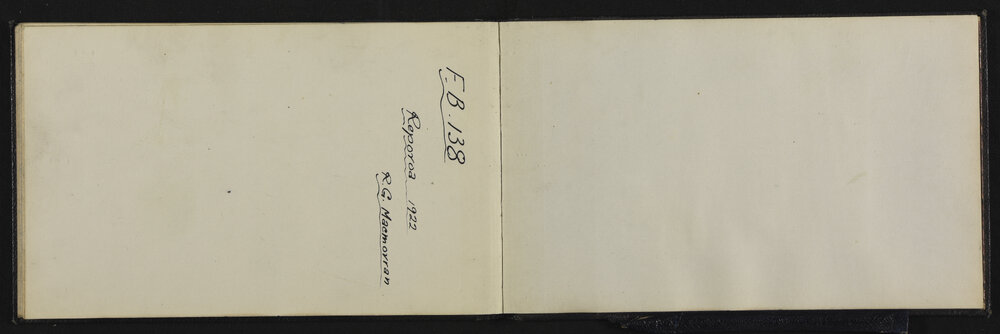 F.B. 138
Reporoa 1922
R.G. Macmorran.